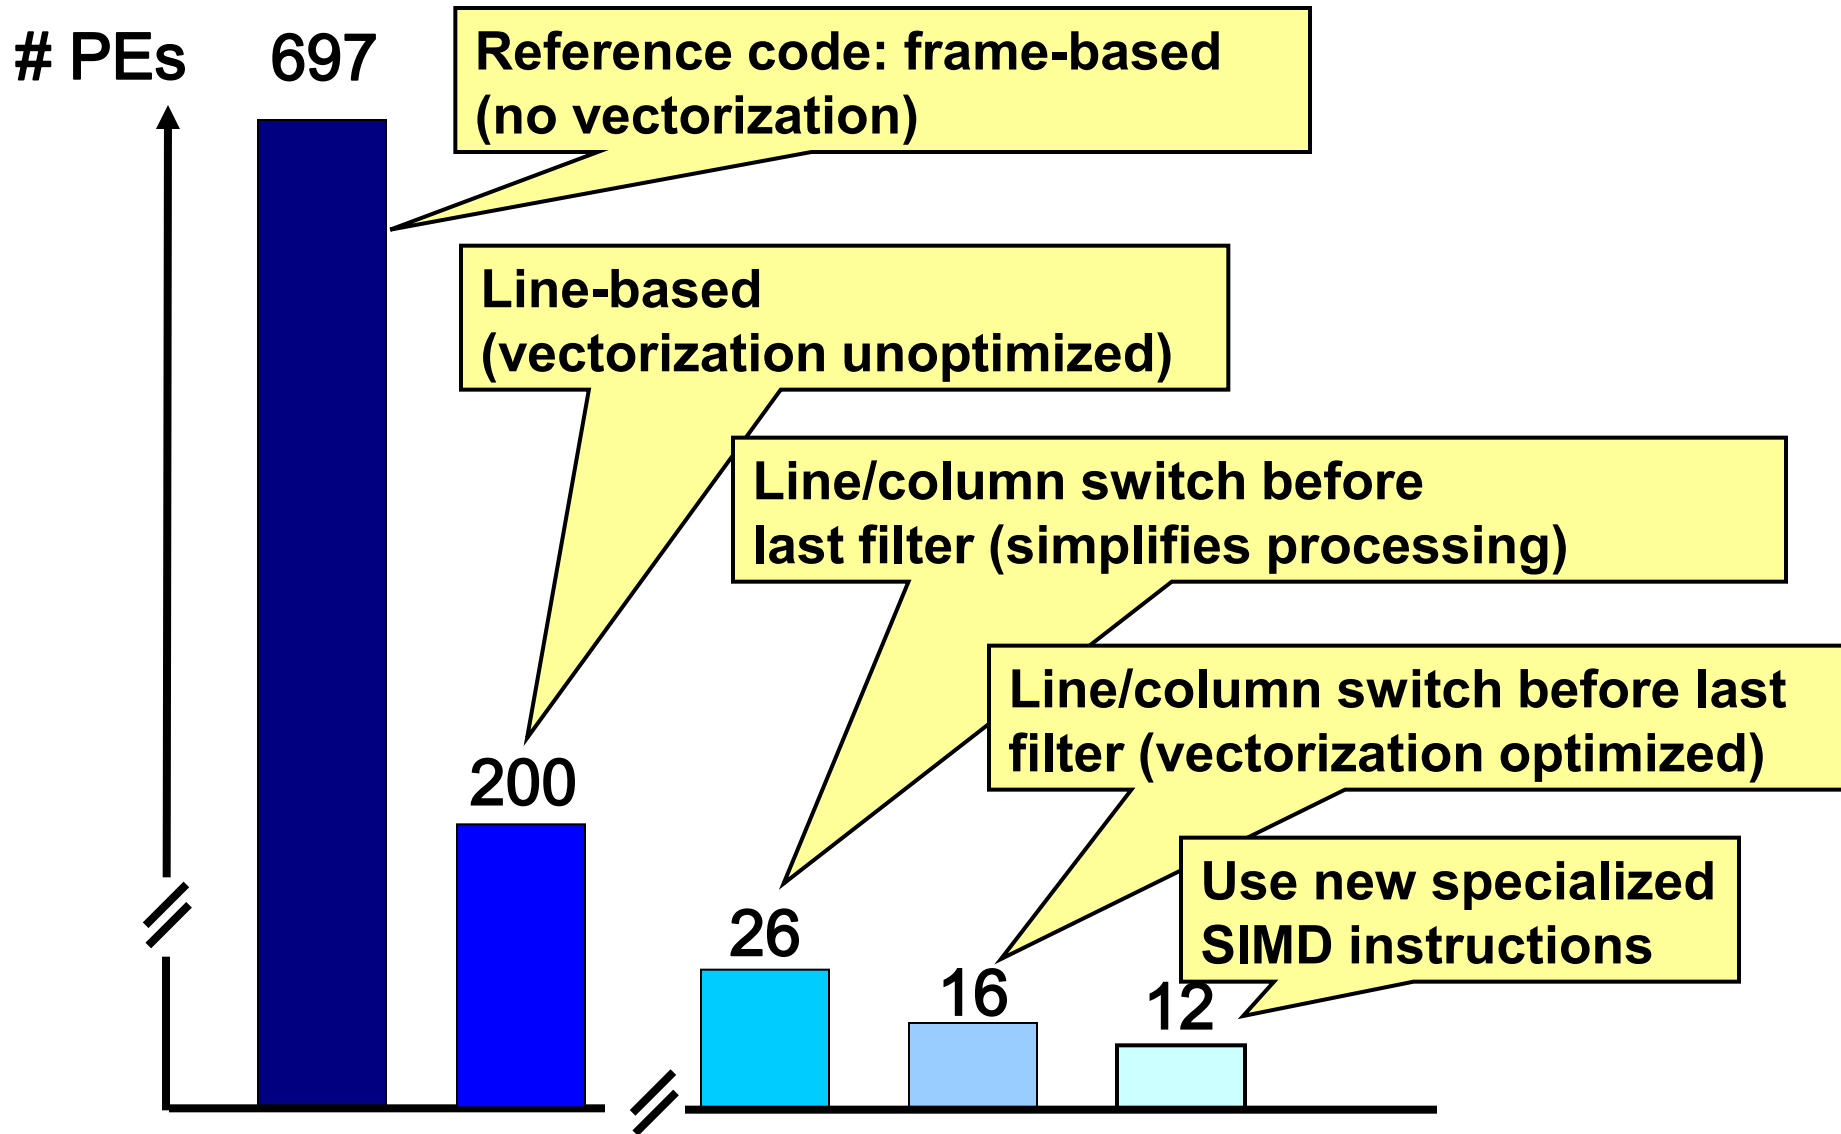 # PEs
697
Reference code: frame-based
(no vectorization)
Line-based
(vectorization unoptimized)
200
Line/column switch before
last filter (simplifies processing)
26
Line/column switch before last
filter (vectorization optimized)
16
Use new specialized
SIMD instructions
12